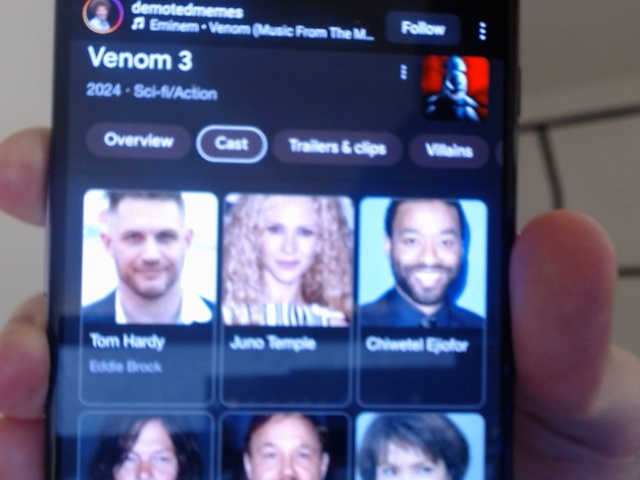 demotedmemes
Eminem • Venom (Music From The M...
Follow
Venom 3
2024 · Sci-fi/Action
Overview
Cast
Trailers & clips
Villains
Tom Hardy
Eddie Brock
Juno Temple
Chiwetel Ejiofor